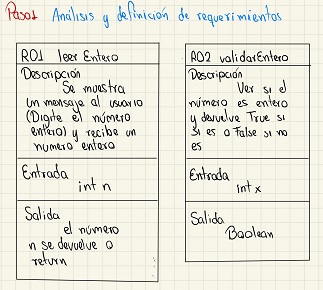 Paso1 Análisis y definición de requerimientos
R01 leer Entero
Descripción
Se muestra
un mensaje al usuario
(Digite el número
entero) y recibe un
numero entero
Entrada
int n
Salida
el número
n se devuelve o
return
R02 validarEntero
Descripción
Ver si el
número es entero
y devuelve True si
si es o False si no
es
Entrada
Int x
Salida
Boolean